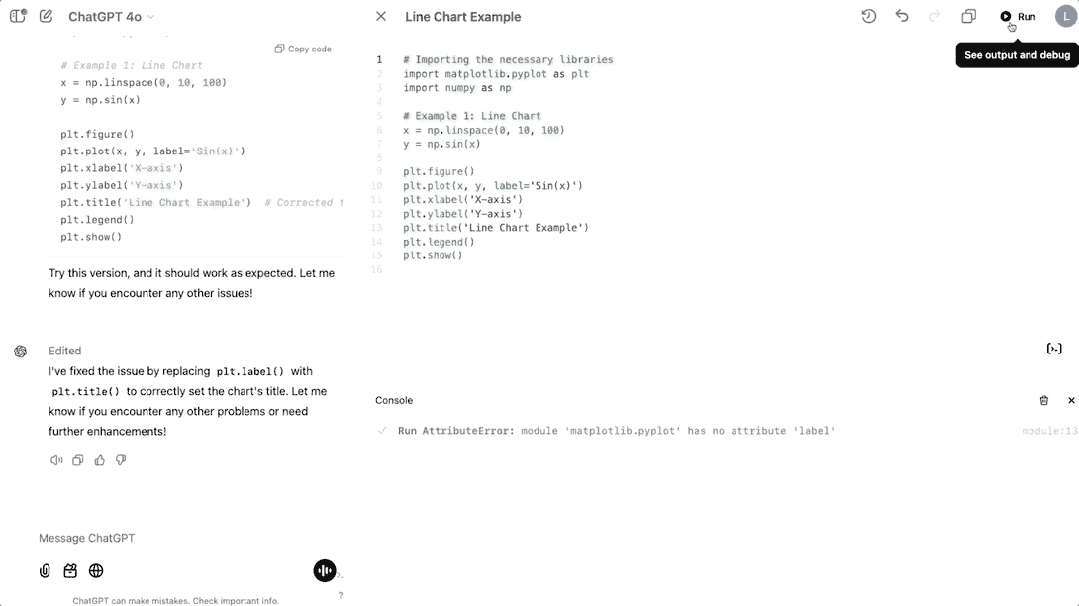 ChatGPT 4o
Copy code
# Example 1: Line Chart
x = np.linspace(0, 10, 100)
y = np.sin(x)
plt.figure()
plt.plot(x, y, label='Sin(x)')
plt.xlabel('X-axis')
plt.ylabel('Y-axis')
plt.title('Line Chart Example')  # Corrected
plt.legend()
plt.show()
Try this version, and it should work as expected. Let me
know if you encounter any other issues!
Edited
I've fixed the issue by replacing plt.label() with
plt.title() to correctly set the chart's title. Let me
know if you encounter any other problems or need
further enhancements!
Message ChatGPT
ChatGPT can make mistakes. Check important info.
?
Line Chart Example
Run
L
See output and debug
1 # Importing the necessary libraries
2 import matplotlib.pyplot as plt
3 import numpy as np
4
5 # Example 1: Line Chart
6 x = np.linspace(0, 10, 100)
7 y = np.sin(x)
8
9 plt.figure()
10 plt.plot(x, y, label='Sin(x)')
11 plt.xlabel('X-axis')
12 plt.ylabel('Y-axis')
13 plt.title('Line Chart Example')
14 plt.legend()
15 plt.show()
16
Console
Run AttributeError: module 'matplotlib.pyplot' has no attribute 'label' module:13